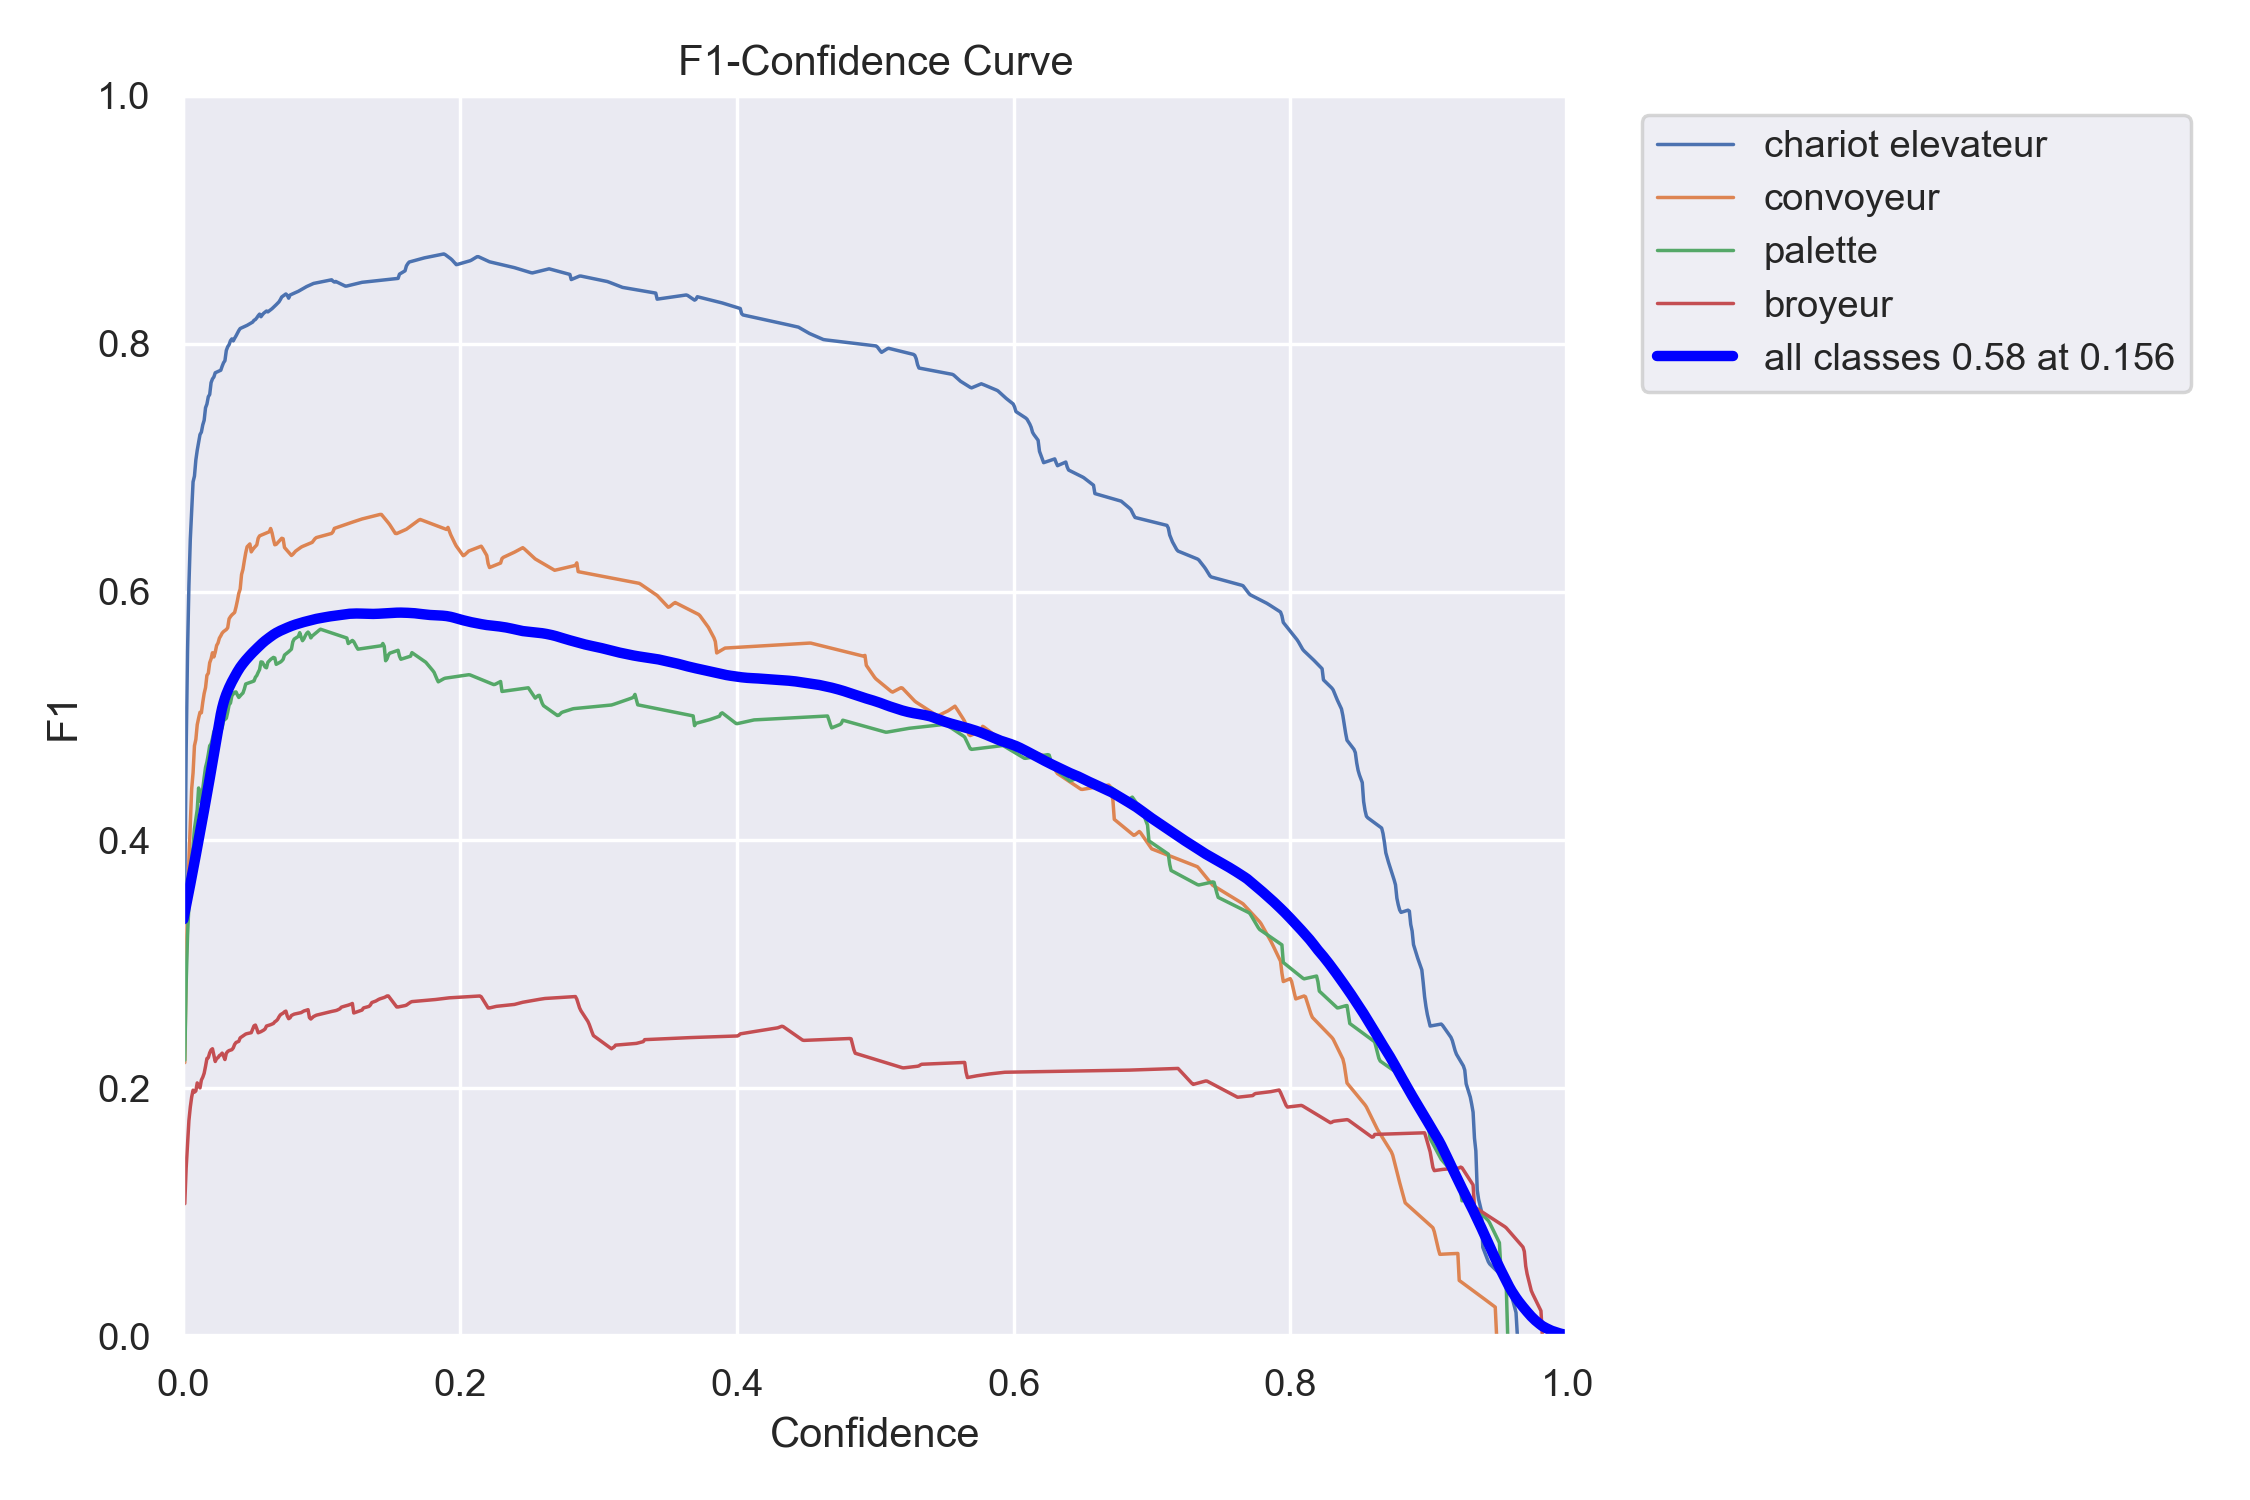 F1-Confidence Curve
1.0
0.8
0.6
0.4
0.2
0.0
F1
0.0 0.2 0.4 0.6 0.8 1.0
Confidence
chariot elevateur
convoyeur
palette
broyeur
all classes 0.58 at 0.156